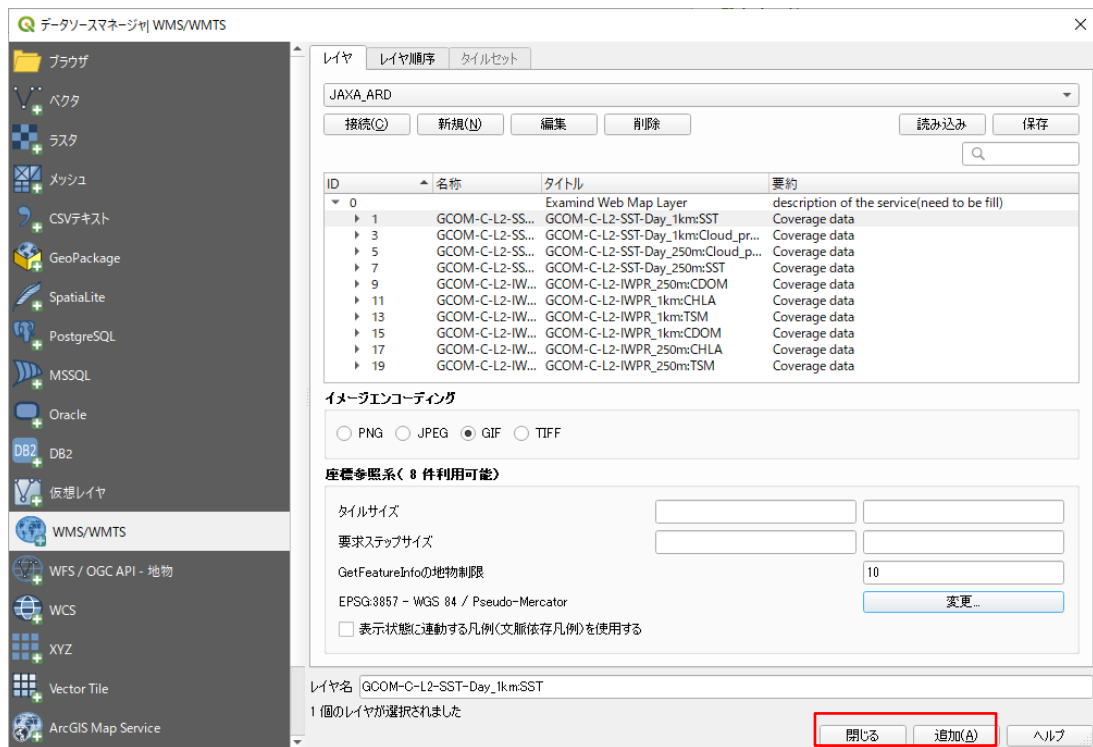 データソースマネージャ| WMS/WMTS
ブラウザ
ベクタ
ラスタ
メッシュ
CSVテキスト
GeoPackage
SpatiaLite
PostgreSQL
MSSQL
Oracle
DB2 DB2
仮想レイヤ
WMS/WMTS
WFS / OGC API - 地物
WCS
XYZ
Vector Tile
ArcGIS Map Service
レイヤ レイヤ順序 タイルセット
JAXA_ARD
接続(C) 新規(N) 編集 削除 読み込み 保存
ID 名称 タイトル 要約
0 Examind Web Map Layer description of the service(need to be fill)
1 GCOM-C-L2-SS... GCOM-C-L2-SST-Day_1km:SST Coverage data
3 GCOM-C-L2-SS... GCOM-C-L2-SST-Day_1km:Cloud_pr... Coverage data
5 GCOM-C-L2-SS... GCOM-C-L2-SST-Day_250m:Cloud_p... Coverage data
7 GCOM-C-L2-SS... GCOM-C-L2-SST-Day_250m:SST Coverage data
9 GCOM-C-L2-IW... GCOM-C-L2-IWPR_250m:CDOM Coverage data
11 GCOM-C-L2-IW... GCOM-C-L2-IWPR_1km:CHLA Coverage data
13 GCOM-C-L2-IW... GCOM-C-L2-IWPR_1km:TSM Coverage data
15 GCOM-C-L2-IW... GCOM-C-L2-IWPR_1km:CDOM Coverage data
17 GCOM-C-L2-IW... GCOM-C-L2-IWPR_250m:CHLA Coverage data
19 GCOM-C-L2-IW... GCOM-C-L2-IWPR_250m:TSM Coverage data
イメージエンコーディング
PNG JPEG GIF TIFF
座標参照系( 8 件利用可能)
タイルサイズ
要求ステップサイズ
GetFeatureInfoの地物制限 10
EPSG:3857 - WGS 84 / Pseudo-Mercator 変更...
表示状態に連動する凡例(文脈依存凡例)を使用する
レイヤ名 GCOM-C-L2-SST-Day_1km:SST
1 個のレイヤが選択されました
閉じる 追加(A) ヘルプ